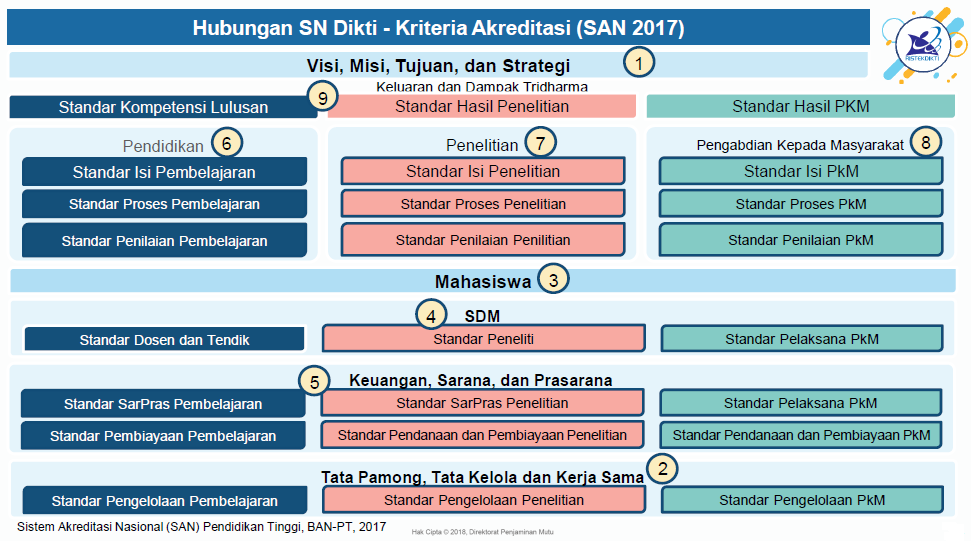 Hubungan SN Dikti - Kriteria Akreditasi (SAN 2017)
RISTEKDIKTI
Visi, Misi, Tujuan, dan Strategi 1
Keluaran dan Dampak Tridharma
9
Standar Kompetensi Lulusan
Standar Hasil Penelitian
Standar Hasil PKM
Pendidikan 6
Penelitian 7
Pengabdian Kepada Masyarakat 8
Standar Isi Pembelajaran
Standar Isi Penelitian
Standar Isi PkM
Standar Proses Pembelajaran
Standar Proses Penelitian
Standar Proses PkM
Standar Penilaian Pembelajaran
Standar Penilaian Penilitian
Standar Penilaian PkM
Mahasiswa 3
4 SDM
Standar Dosen dan Tendik
Standar Peneliti
Standar Pelaksana PkM
5 Keuangan, Sarana, dan Prasarana
Standar SarPras Pembelajaran
Standar SarPras Penelitian
Standar Pelaksana PkM
Standar Pembiayaan Pembelajaran
Standar Pendanaan dan Pembiayaan Penelitian
Standar Pendanaan dan Pembiayaan PkM
Tata Pamong, Tata Kelola dan Kerja Sama 2
Standar Pengelolaan Pembelajaran
Standar Pengelolaan Penelitian
Standar Pengelolaan PkM
Sistem Akreditasi Nasional (SAN) Pendidikan Tinggi, BAN-PT, 2017
Hak Cipta © 2018, Direktorat Penjaminan Mutu